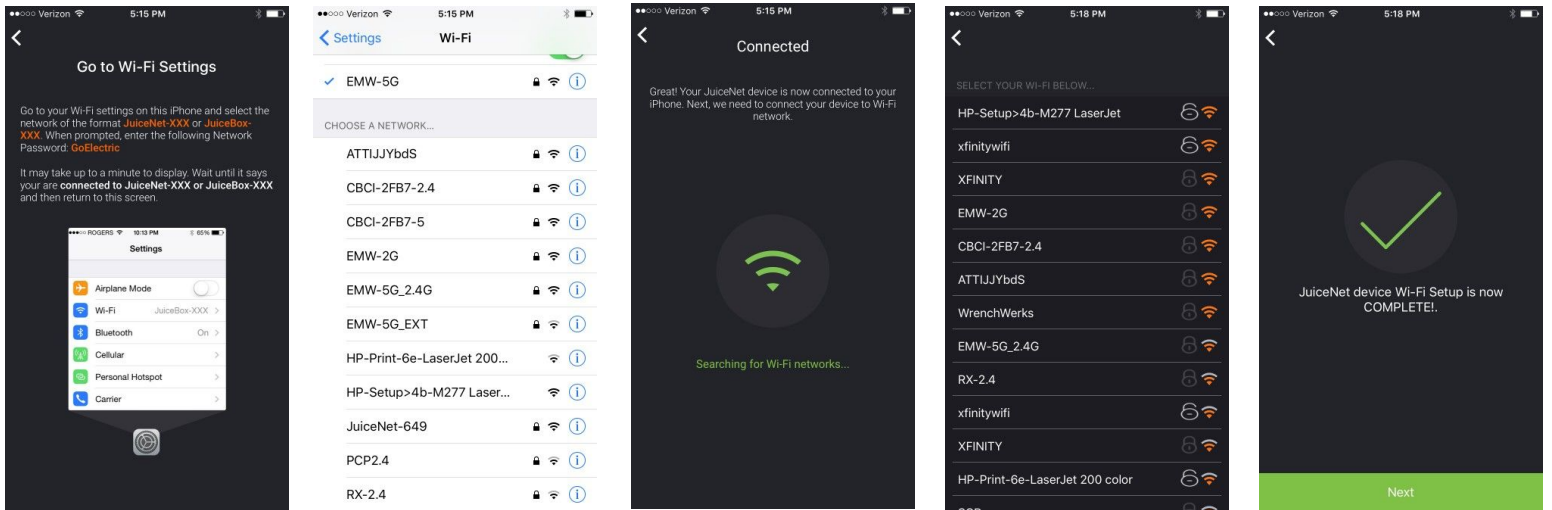 Verizon 5:15 PM
Go to Wi-Fi Settings
Go to your Wi-Fi settings on this iPhone and select the
network of the format JuiceNet-XXX or JuiceBox-
XXX. When prompted, enter the following Network
Password: GoElectric
It may take up to a minute to display. Wait until it says
your are connected to JuiceNet-XXX or JuiceBox-XXX
and then return to this screen.
ROGERS 10:13 PM 65%
Settings
Airplane Mode
Wi-Fi JuiceBox-XXX
Bluetooth On
Cellular
Personal Hotspot
Carrier
Verizon 5:15 PM
Settings Wi-Fi
EMW-5G
CHOOSE A NETWORK...
ATTIJJYbdS
CBCI-2FB7-2.4
CBCI-2FB7-5
EMW-2G
EMW-5G_2.4G
EMW-5G_EXT
HP-Print-6e-LaserJet 200...
HP-Setup>4b-M277 Laser...
JuiceNet-649
PCP2.4
RX-2.4
Verizon 5:15 PM
Connected
Great! Your JuiceNet device is now connected to your
iPhone. Next, we need to connect your device to Wi-Fi
network.
Searching for Wi-Fi networks...
Verizon 5:18 PM
SELECT YOUR WI-FI BELOW...
HP-Setup>4b-M277 LaserJet
xfinitywifi
XFINITY
EMW-2G
CBCI-2FB7-2.4
ATTIJJYbdS
WrenchWerks
EMW-5G_2.4G
RX-2.4
xfinitywifi
XFINITY
HP-Print-6e-LaserJet 200 color
Verizon 5:18 PM
JuiceNet device Wi-Fi Setup is now
COMPLETE!.
Next